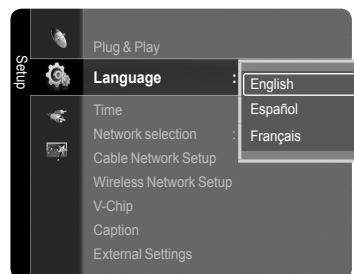 Setup
Plug & Play
Language :
English
Español
Français
Time
Network selection :
Cable Network Setup
Wireless Network Setup
V-Chip
Caption
External Settings